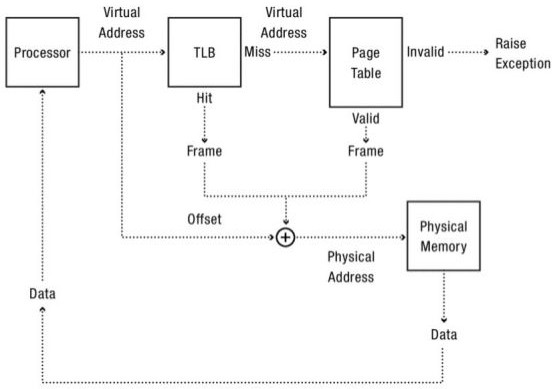 Virtual
Address
Virtual
Address
Processor
TLB
Miss
Page
Table
Invalid
Raise
Exception
Hit
Valid
Frame
Frame
Offset
Physical
Address
Physical
Memory
Data
Data